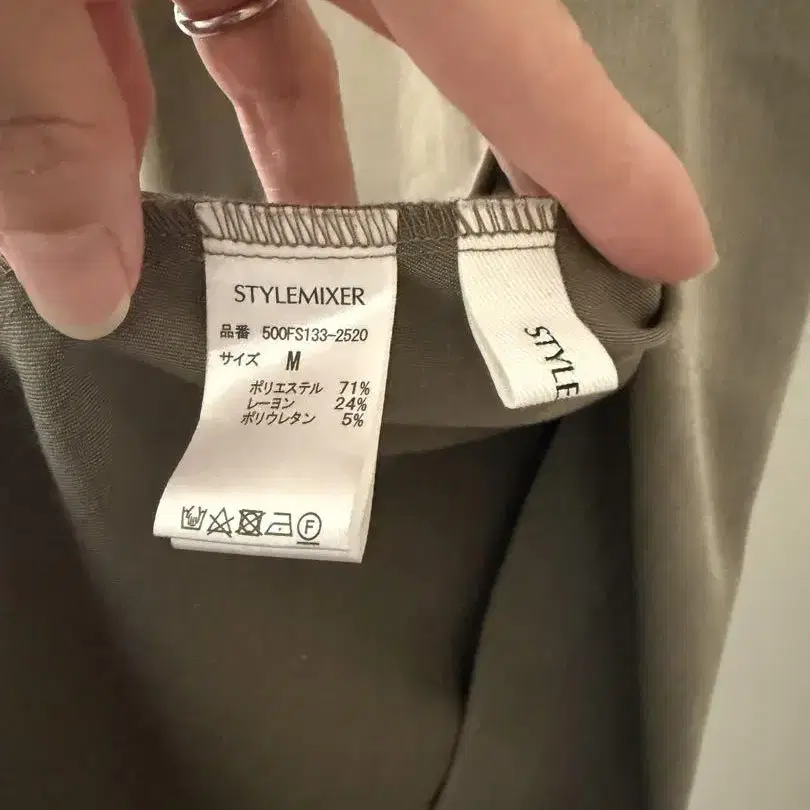 STYLEMIXER
品番 500FS133-2520
サイズ M
ポリエステル 71%
レーヨン 24%
ポリウレタン 5%
F
STYLE